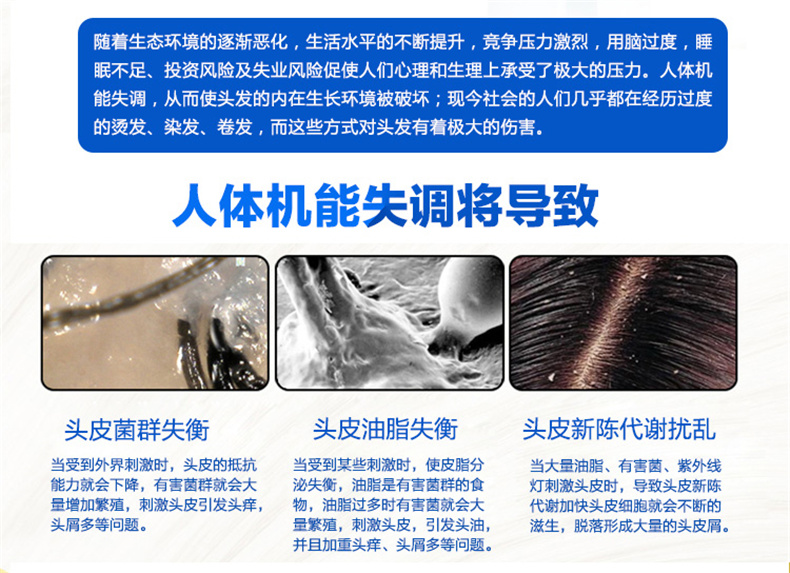 随着生态环境的逐渐恶化，生活水平的不断提升，竞争压力激烈，用脑过度，睡
眠不足、投资风险及失业风险促使人们心理和生理上承受了极大的压力。人体机
能失调，从而使头发的内在生长环境被破坏；现今社会的人们几乎都在经历过度
的烫发、染发、卷发，而这些方式对头发有着极大的伤害。
人体机能失调将导致
头皮菌群失衡
当受到外界刺激时，头皮的抵抗
能力就会下降，有害菌群就会大
量增加繁殖，刺激头皮引发头痒，
头屑多等问题。
头皮油脂失衡
当受到某些刺激时，使皮脂分
泌失衡，油脂是有害菌群的食
物，油脂过多时有害菌就会大
量繁殖，刺激头皮，引发头油，
并且加重头痒、头屑多等问题。
头皮新陈代谢扰乱
当大量油脂、有害菌、紫外线
灯刺激头皮时，导致头皮新陈
代谢加快头皮细胞就会不断的
滋生，脱落形成大量的头皮屑。